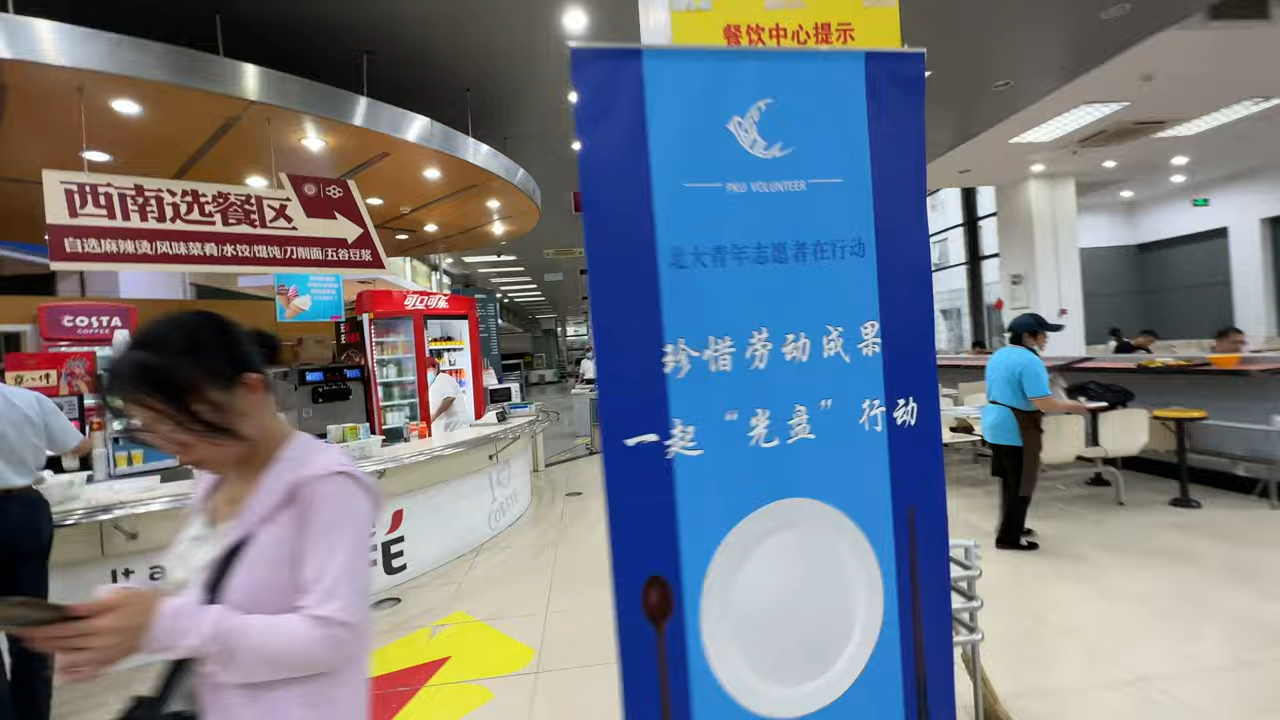 餐饮中心提示
PKU VOLUNTEER
北大青年志愿者在行动
珍惜劳动成果
一起“光盘”行动
西南选餐区
自选麻辣烫/风味菜肴/水饺/馄饨/刀削面/五谷豆浆
COSTA
COFFEE
可口可乐
It a
FE
COFFEE